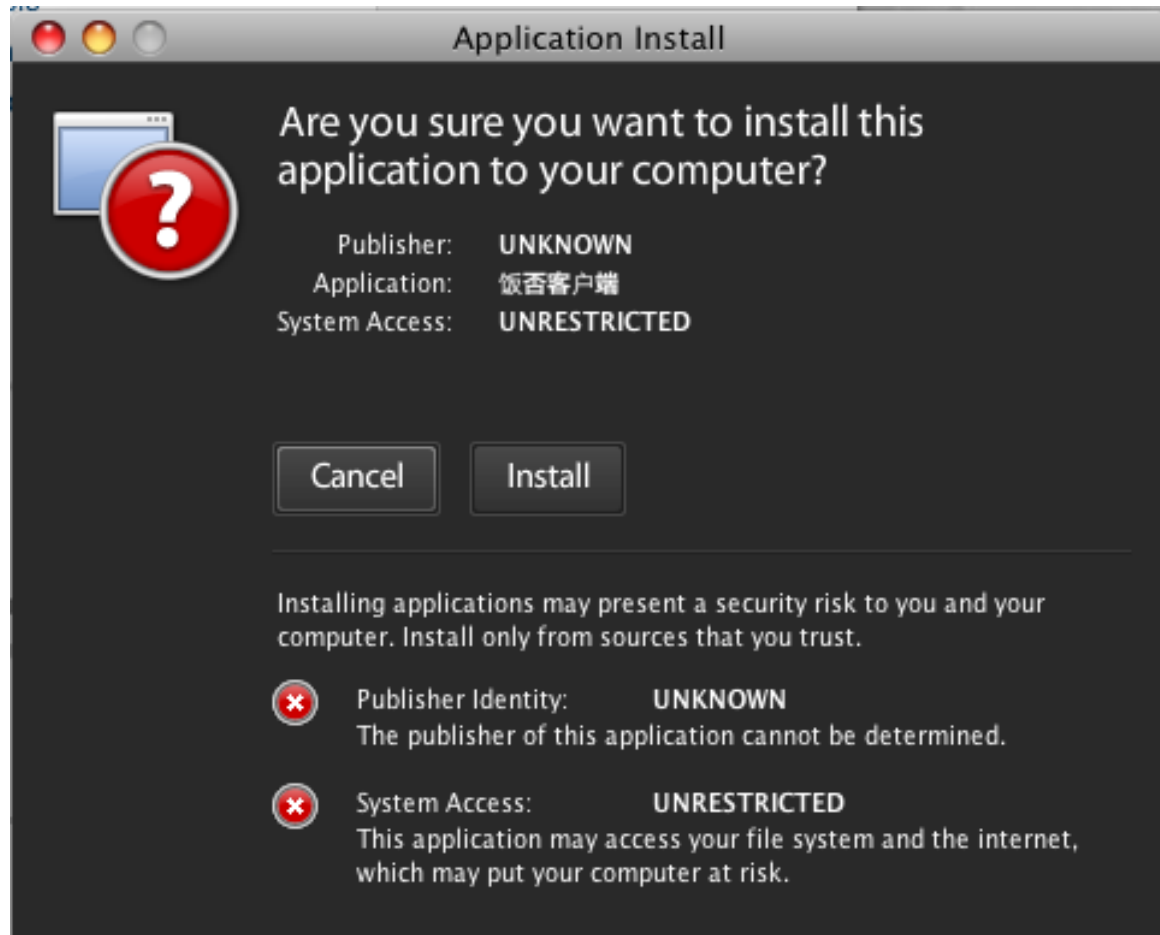 Application Install
Are you sure you want to install this
application to your computer?
Publisher: UNKNOWN
Application: 饭否客户端
System Access: UNRESTRICTED
Cancel Install
Installing applications may present a security risk to you and your
computer. Install only from sources that you trust.
Publisher Identity: UNKNOWN
The publisher of this application cannot be determined.
System Access: UNRESTRICTED
This application may access your file system and the internet,
which may put your computer at risk.